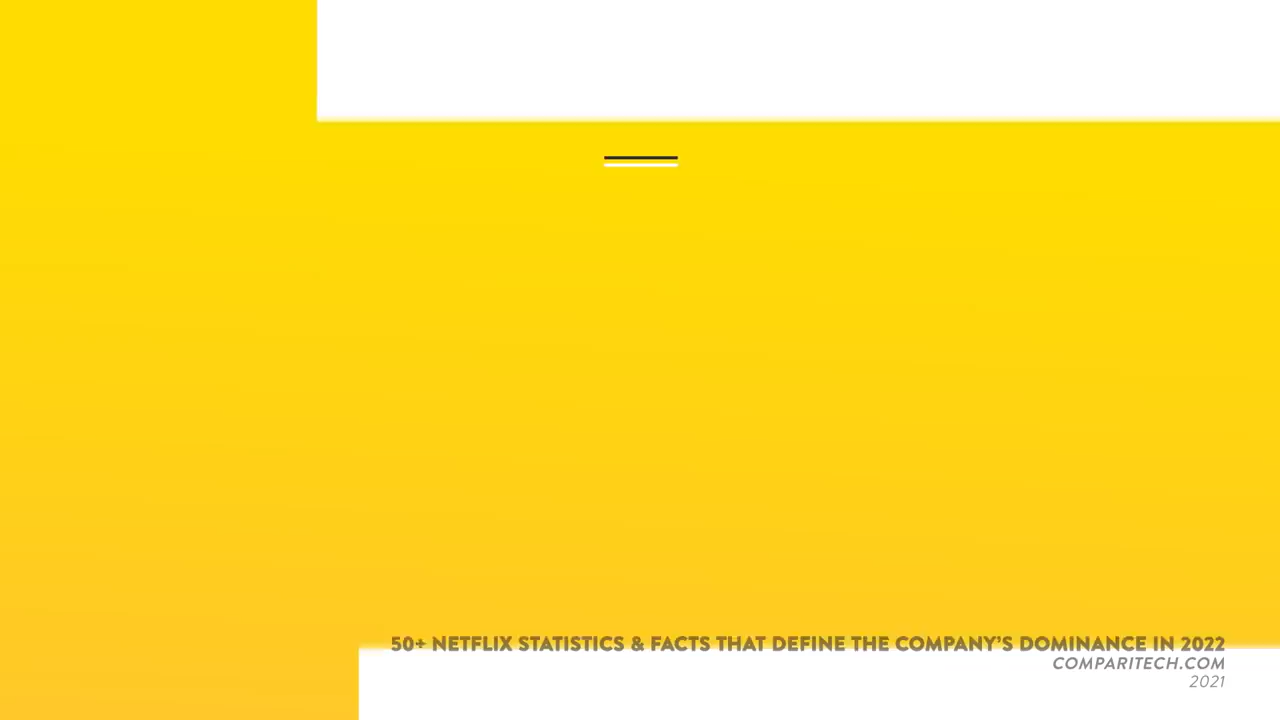 50+ NETFLIX STATISTICS & FACTS THAT DEFINE THE COMPANY’S DOMINANCE IN 2022
COMPARITECH.COM
2021